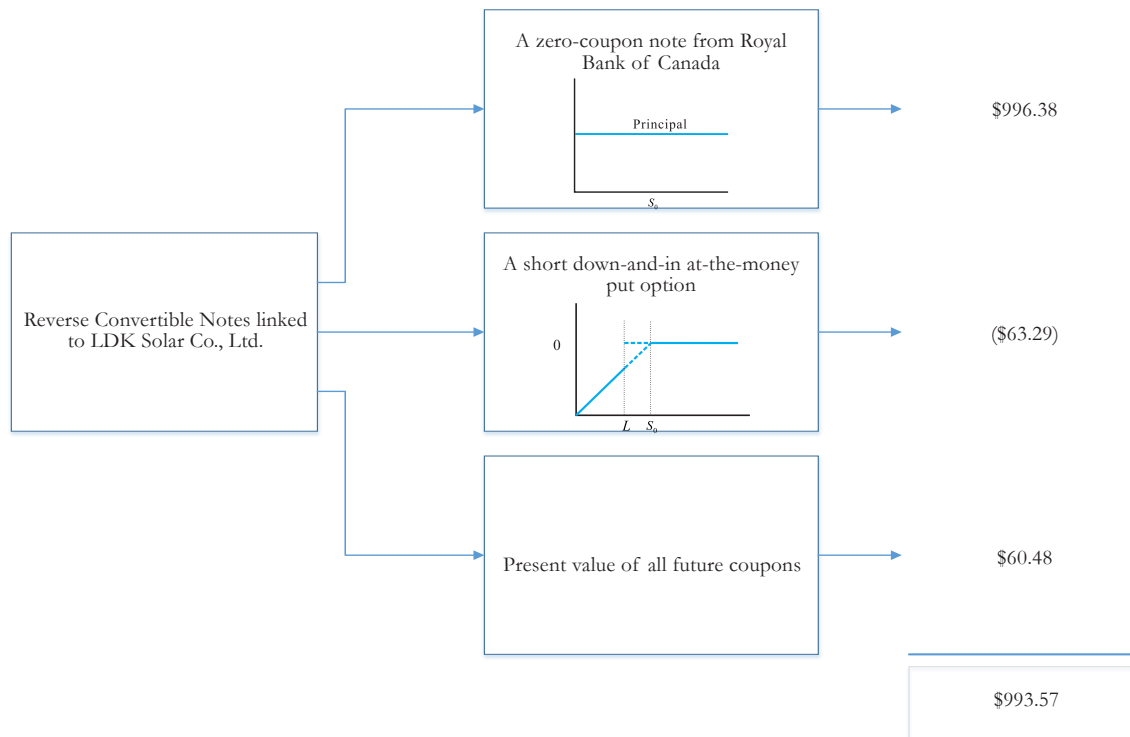 Reverse Convertible Notes linked
to LDK Solar Co., Ltd.
A zero-coupon note from Royal
Bank of Canada
Principal
S₀
$996.38
A short down-and-in at-the-money
put option
0
L S₀
($63.29)
Present value of all future coupons
$60.48
$993.57